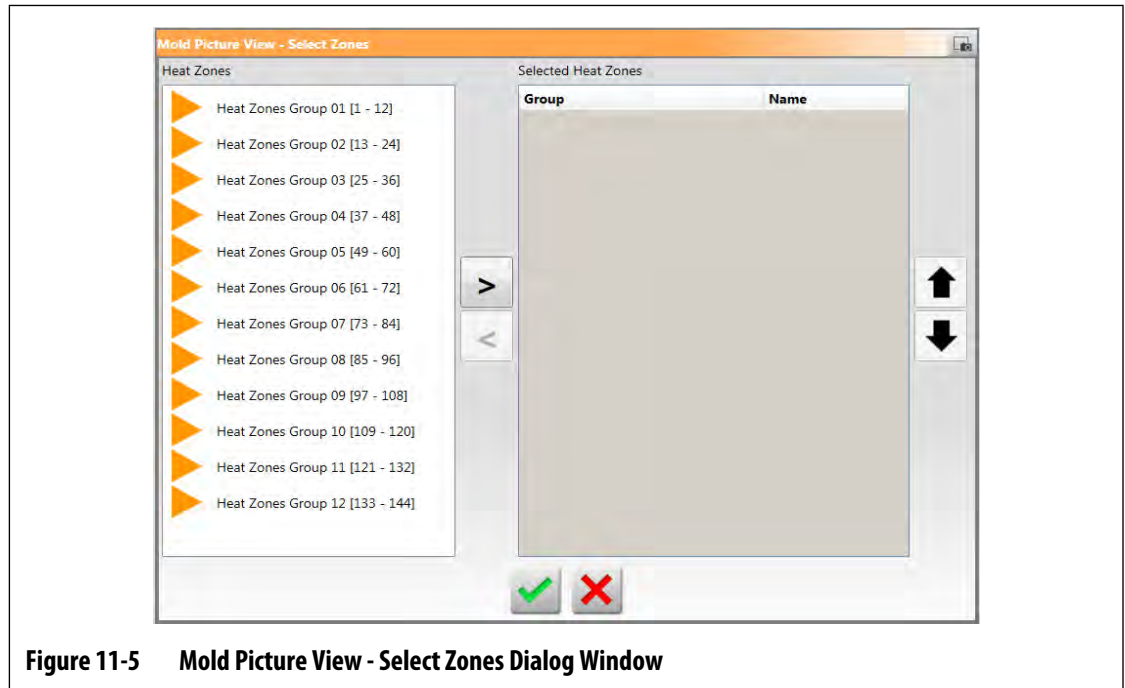 Mold Picture View - Select Zones
Heat Zones
Selected Heat Zones
Group Name
Heat Zones Group 01 [1 - 12]
Heat Zones Group 02 [13 - 24]
Heat Zones Group 03 [25 - 36]
Heat Zones Group 04 [37 - 48]
Heat Zones Group 05 [49 - 60]
Heat Zones Group 06 [61 - 72]
Heat Zones Group 07 [73 - 84]
Heat Zones Group 08 [85 - 96]
Heat Zones Group 09 [97 - 108]
Heat Zones Group 10 [109 - 120]
Heat Zones Group 11 [121 - 132]
Heat Zones Group 12 [133 - 144]
>
<
Figure 11-5 Mold Picture View - Select Zones Dialog Window